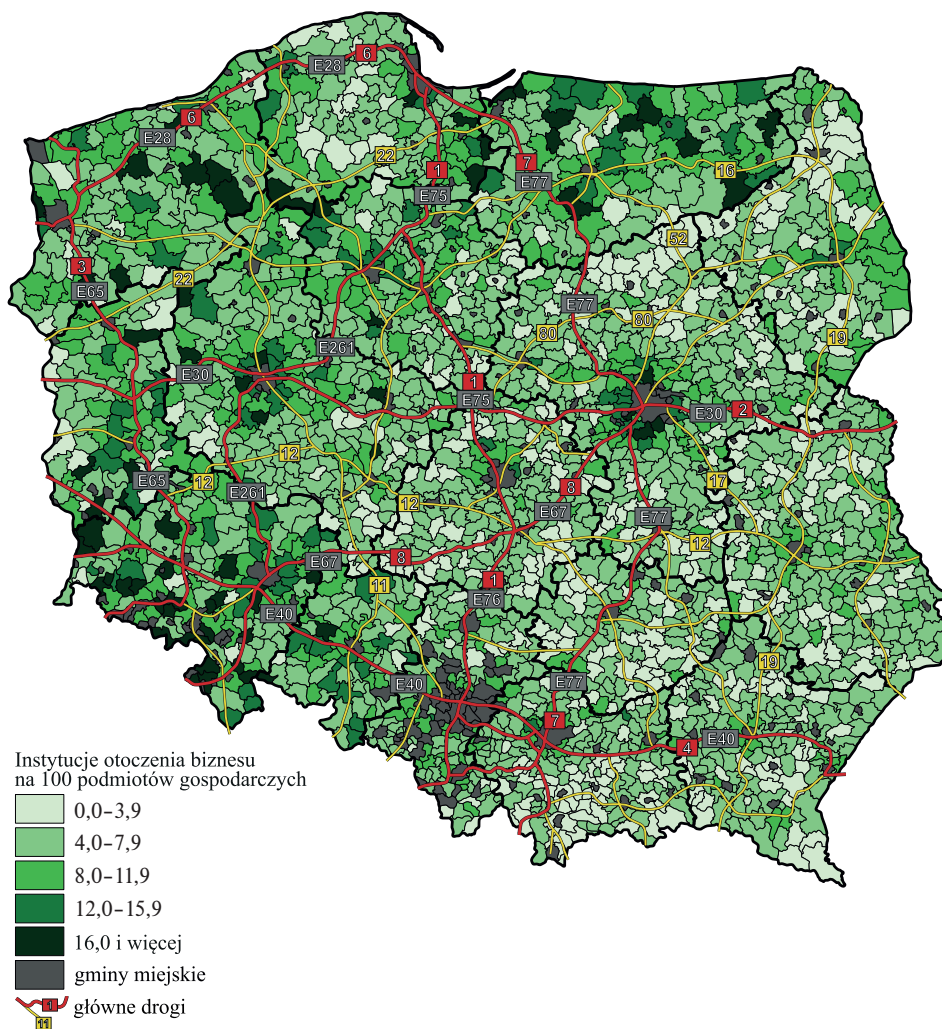 6
E28
6
E28
22
1
7
E75
E77
16
52
3
22
E65
E77
80
80
19
E261
E30
1
E75
E30
2
12
E65
12
E261
12
8
17
E67
E77
12
E67
8
1
11
E76
E40
19
E40
E77
7
4
E40
Instytucje otoczenia biznesu
na 100 podmiotów gospodarczych
0,0–3,9
4,0–7,9
8,0–11,9
12,0–15,9
16,0 i więcej
gminy miejskie
1
główne drogi
11